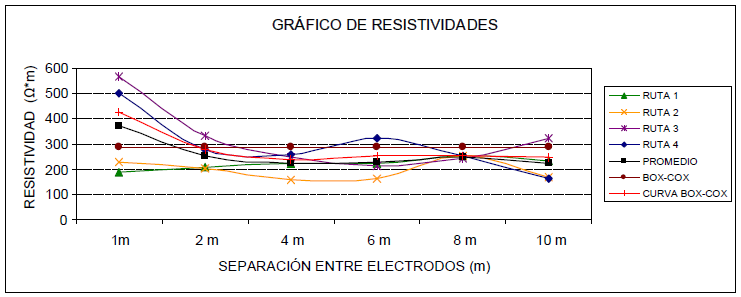 GRÁFICO DE RESISTIVIDADES
RESISTIVIDAD (Ω*m)
600
500
400
300
200
100
0
1m 2 m 4 m 6 m 8 m 10 m
SEPARACIÓN ENTRE ELECTRODOS (m)
RUTA 1
RUTA 2
RUTA 3
RUTA 4
PROMEDIO
BOX-COX
CURVA BOX-COX